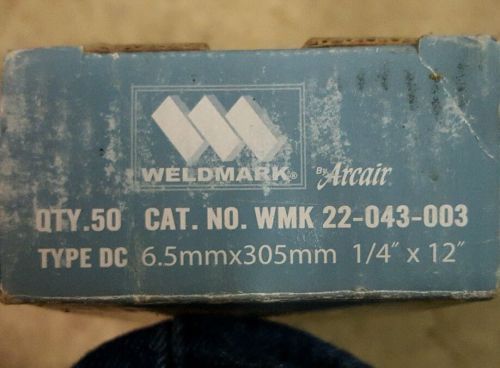 WELDMARK® By Arcair
QTY.50 CAT. NO. WMK 22-043-003
TYPE DC 6.5mmx305mm 1/4" x 12"